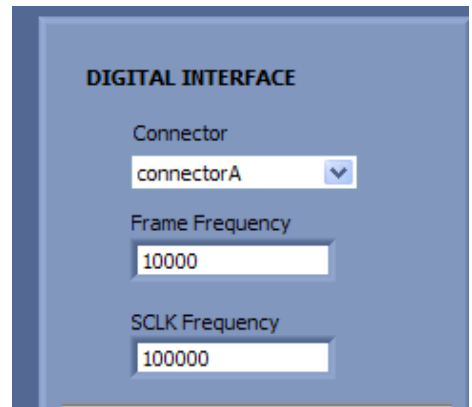 DIGITAL INTERFACE
Connector
connectorA
Frame Frequency
10000
SCLK Frequency
100000